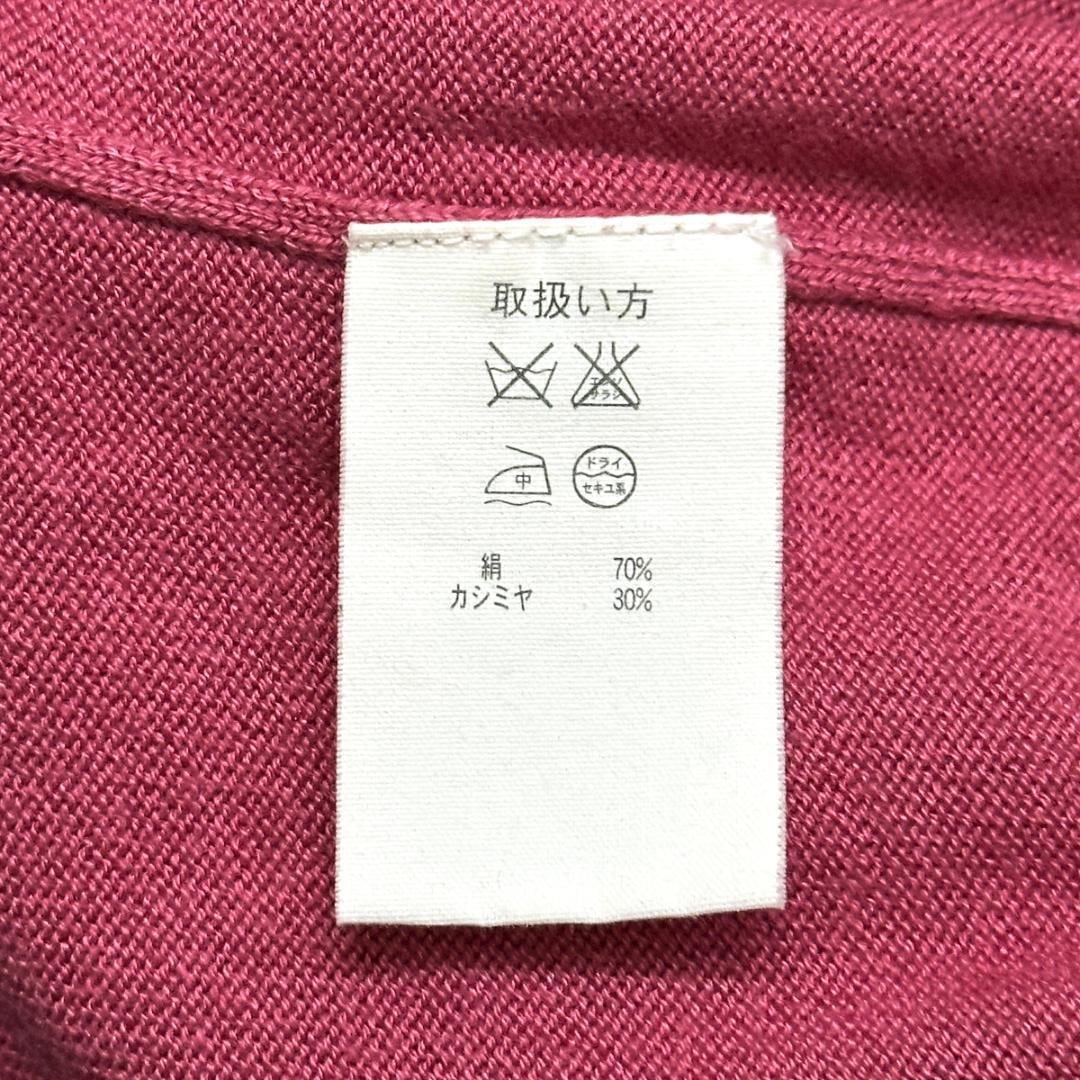 取扱い方
エンソ
サラシ
中
ドライ
セキユ系
絹 70%
カシミヤ 30%